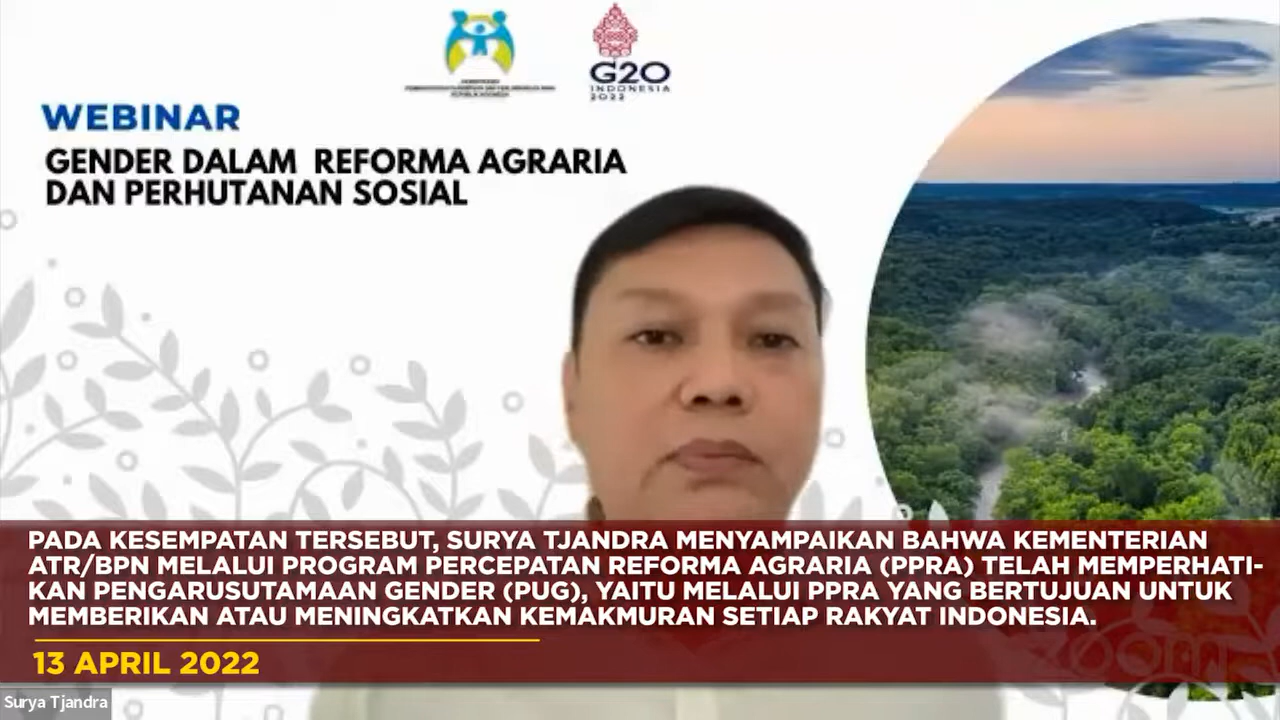 G20
INDONESIA
2022
WEBINAR
GENDER DALAM REFORMA AGRARIA
DAN PERHUTANAN SOSIAL
PADA KESEMPATAN TERSEBUT, SURYA TJANDRA MENYAMPAIKAN BAHWA KEMENTERIAN
ATR/BPN MELALUI PROGRAM PERCEPATAN REFORMA AGRARIA (PPRA) TELAH MEMPERHATI-
KAN PENGARUSUTAMAAN GENDER (PUG), YAITU MELALUI PPRA YANG BERTUJUAN UNTUK
MEMBERIKAN ATAU MENINGKATKAN KEMAKMURAN SETIAP RAKYAT INDONESIA.
13 APRIL 2022
zoom
Surya Tjandra